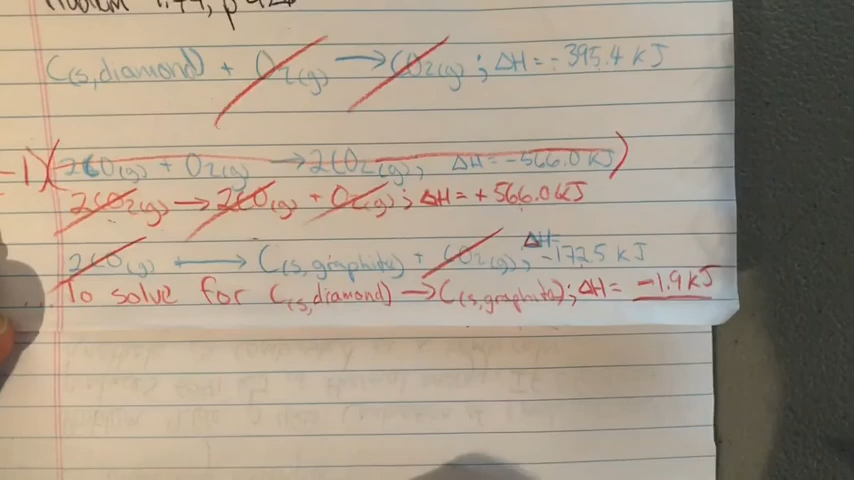 C(s,diamond) + O₂(g) → CO₂(g); ΔH = -395.4 kJ
-1(2CO(g) + O₂(g) → 2CO₂(g); ΔH = -566.0 kJ)
2CO₂(g) → 2CO(g) + O₂(g); ΔH = +566.0 kJ
2CO(g) → C(s,graphite) + CO₂(g); ΔH = -172.5 kJ
To solve for C(s,diamond) → C(s,graphite); ΔH = -1.9 kJ